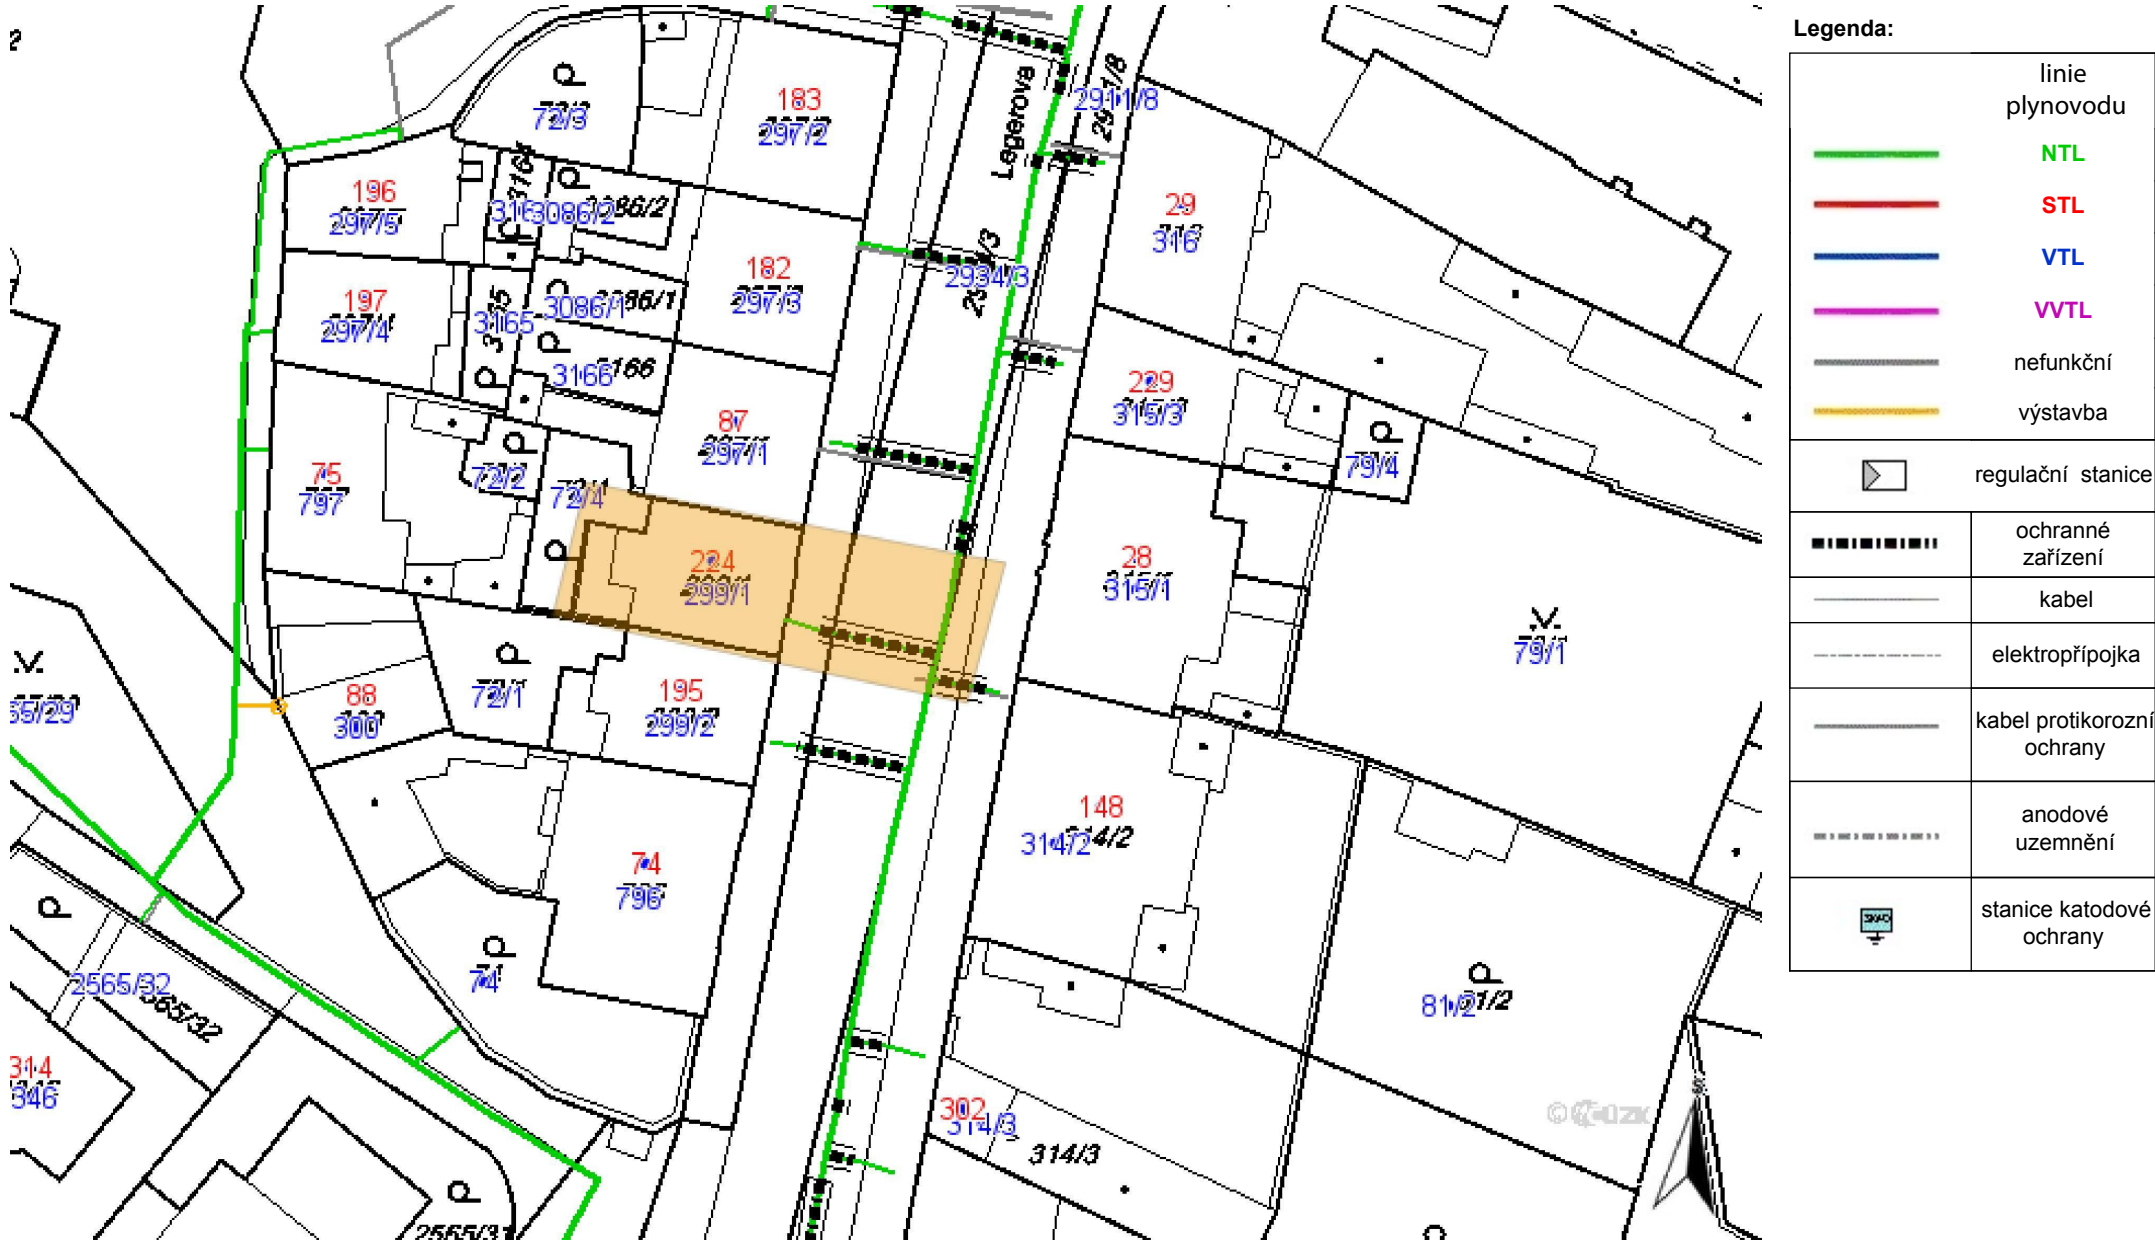 Legenda:
linie
plynovodu
NTL
STL
VTL
VVTL
nefunkční
výstavba
regulační stanice
ochranné
zařízení
kabel
elektropřípojka
kabel protikorozní
ochrany
anodové
uzemnění
stanice katodové
ochrany
Legerova
2911/8
183
297/2
72/3
196
297/5
3086/2
29
316
182
297/3
2934/3
197
297/4
3165
3086/1
3166
229
315/3
87
297/1
79/4
75
797
72/2
72/4
224
299/1
28
315/1
79/1
88
300
72/1
195
299/2
148
314/2
314/2
74
796
74
2565/32
81/2
314
346
302
314/3
314/3
2565/31